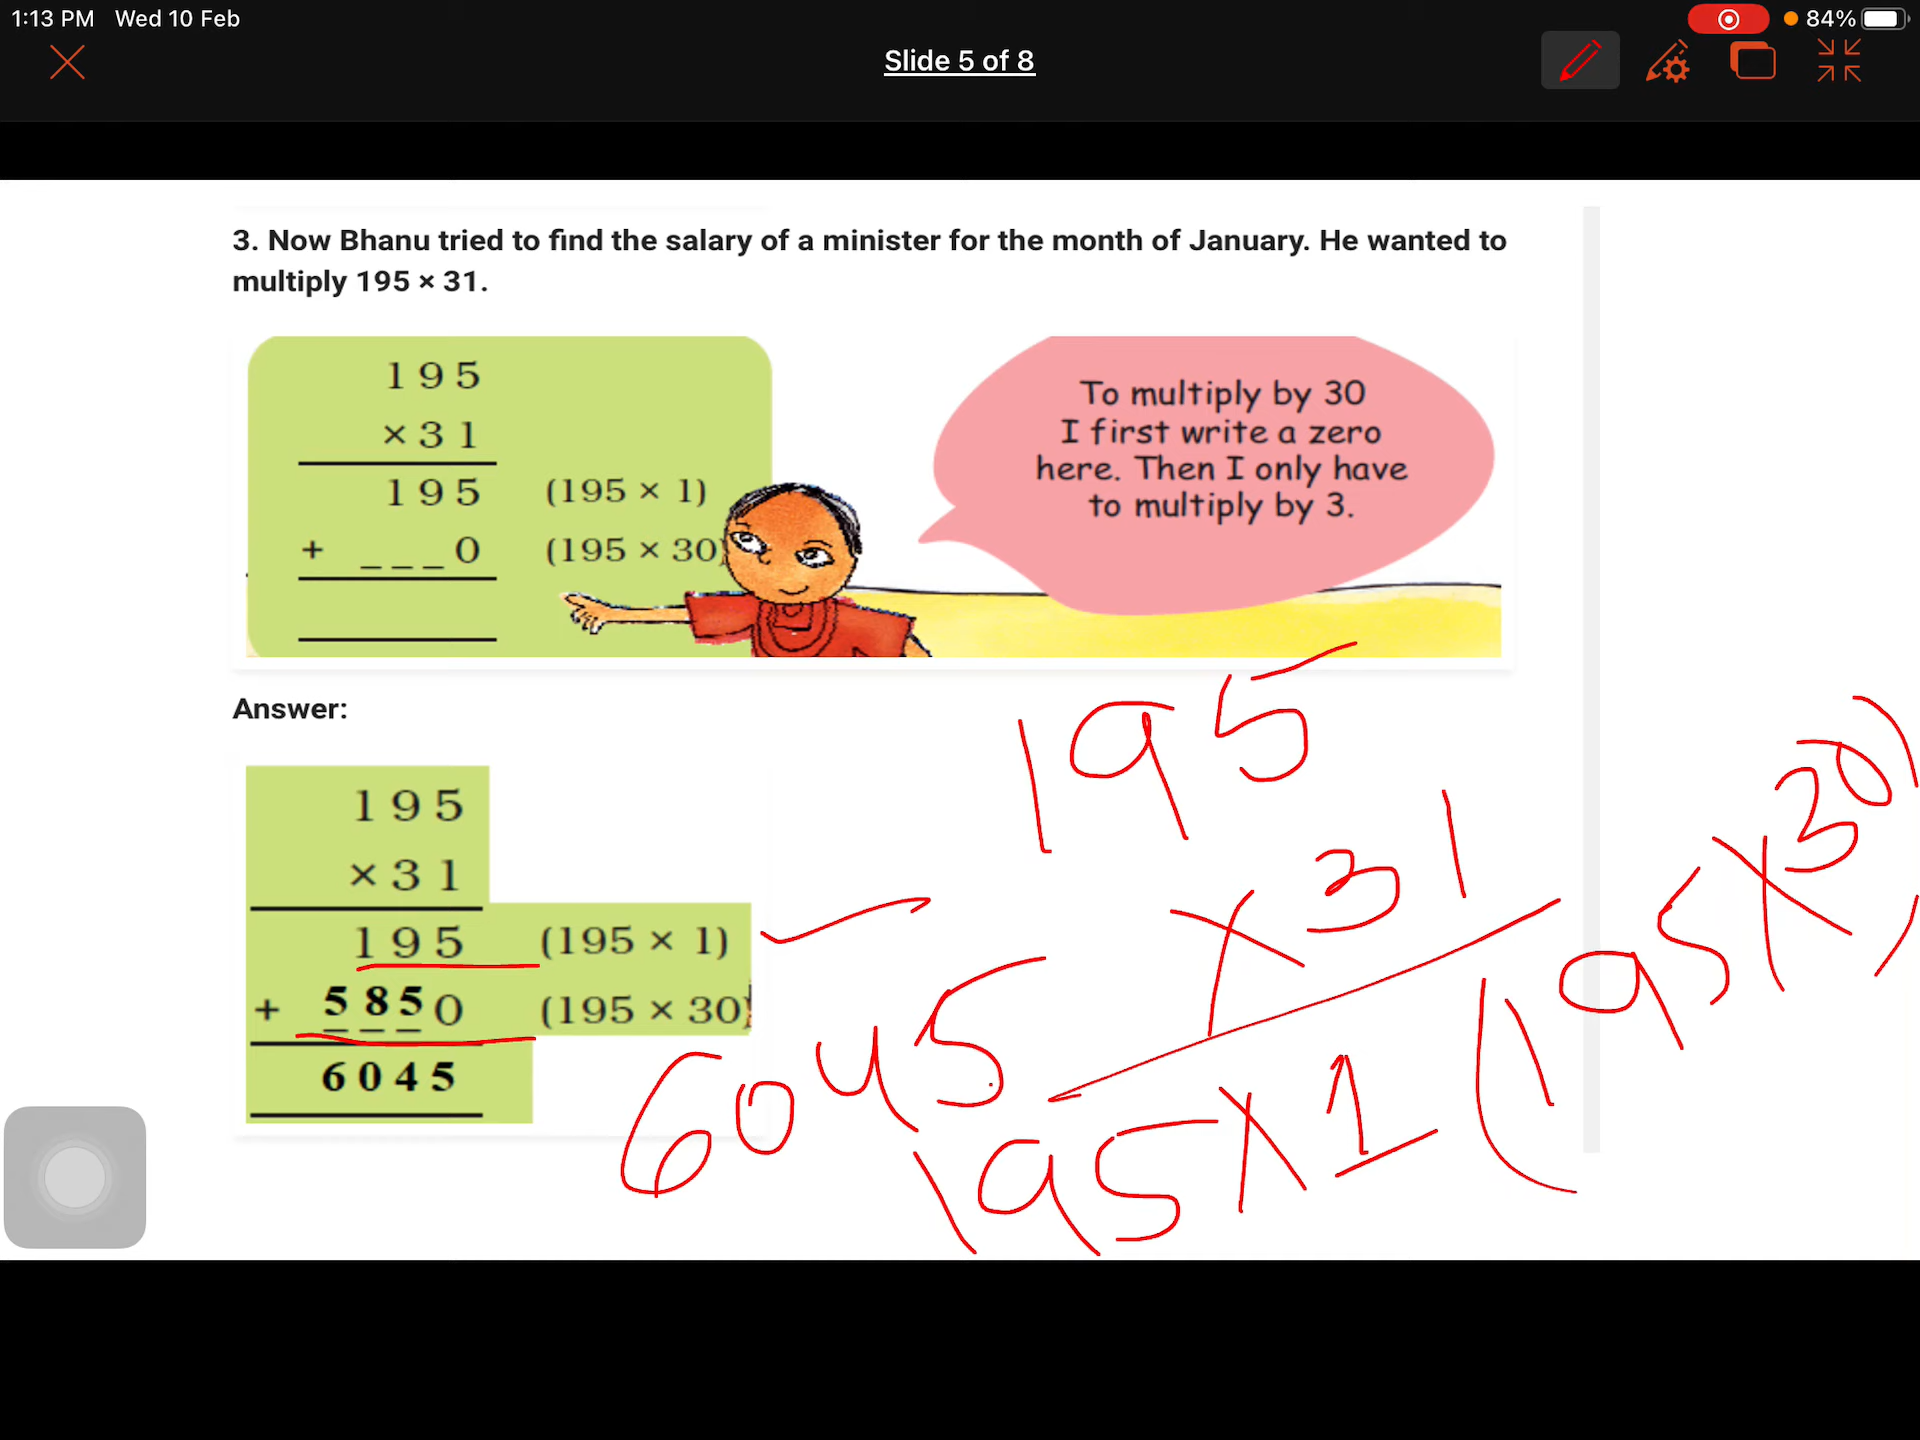 1:13 PM Wed 10 Feb
84%
Slide 5 of 8
3. Now Bhanu tried to find the salary of a minister for the month of January. He wanted to
multiply 195 × 31.
195
× 31
195 (195 × 1)
+ _ _ _ 0 (195 × 30)
To multiply by 30
I first write a zero
here. Then I only have
to multiply by 3.
Answer:
195
× 31
195 (195 × 1)
+ 5850 (195 × 30)
6045
195
× 31
195 × 1 (195 × 30)
6045